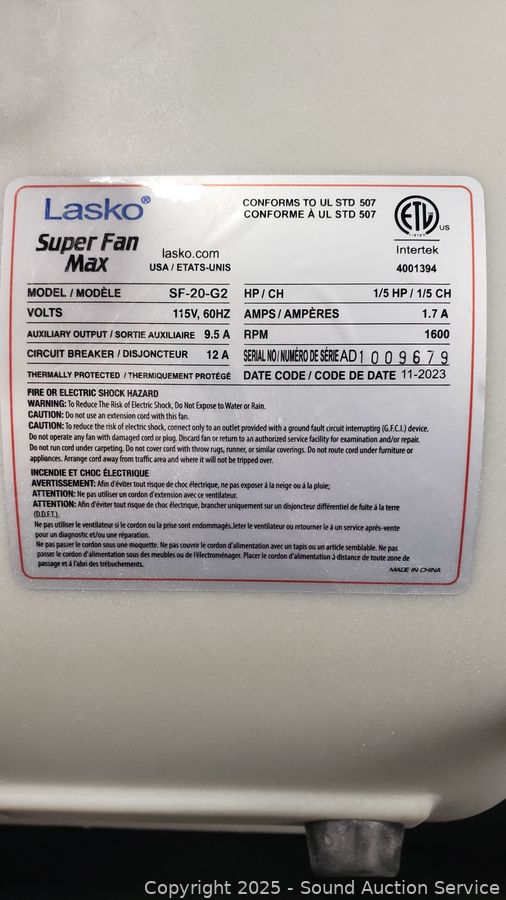 Lasko®
Super Fan
Max
lasko.com
USA / ETATS-UNIS
CONFORMS TO UL STD 507
CONFORME À UL STD 507
ETL
US
Intertek
4001394
MODEL / MODÈLE SF-20-G2
VOLTS 115V, 60HZ
AUXILIARY OUTPUT / SORTIE AUXILIAIRE 9.5 A
CIRCUIT BREAKER / DISJONCTEUR 12 A
THERMALLY PROTECTED / THERMIQUEMENT PROTÉGÉ
HP / CH 1/5 HP / 1/5 CH
AMPS / AMPÈRES 1.7 A
RPM 1600
SERIAL NO/ NUMÉRO DE SÉRIE AD1009679
DATE CODE / CODE DE DATE 11-2023
FIRE OR ELECTRIC SHOCK HAZARD
WARNING: To Reduce The Risk of Electric Shock, Do Not Expose to Water or Rain.
CAUTION: Do not use an extension cord with this fan.
CAUTION: To reduce the risk of electric shock, connect only to an outlet provided with a ground fault circuit interrupting (G.F.C.I.) device.
Do not operate any fan with damaged cord or plug. Discard fan or return to an authorized service facility for examination and/or repair.
Do not run cord under carpeting. Do not cover cord with throw rugs, runner, or similar coverings. Do not route cord under furniture or
appliances. Arrange cord away from traffic area and where it will not be tripped over.
INCENDIE ET CHOC ÉLECTRIQUE
AVERTISSEMENT: Afin d'éviter tout risque de choc électrique, ne pas exposer à la neige ou à la pluie;
ATTENTION: Ne pas utiliser un cordon d'extension avec ce ventilateur.
ATTENTION: Afin d'éviter tout risque de choc électrique, brancher uniquement sur un disjoncteur différentiel de fuite à la terre
(D.D.F.T.).
Ne pas utiliser le ventilateur si le cordon ou la prise sont endommagés.Jeter le ventilateur ou retourner le à un service après-vente
pour un diagnostic et/ou une réparation.
Ne pas passer le cordon sous une moquette. Ne pas couvrir le cordon d'alimentation avec un tapis ou un article semblable. Ne pas
passer le cordon d'alimentation sous des meubles ou de l'électroménager. Placer le cordon d'alimentation à distance de toute zone de
passage et à l'abri des trébuchements.
MADE IN CHINA
Copyright 2025 - Sound Auction Service